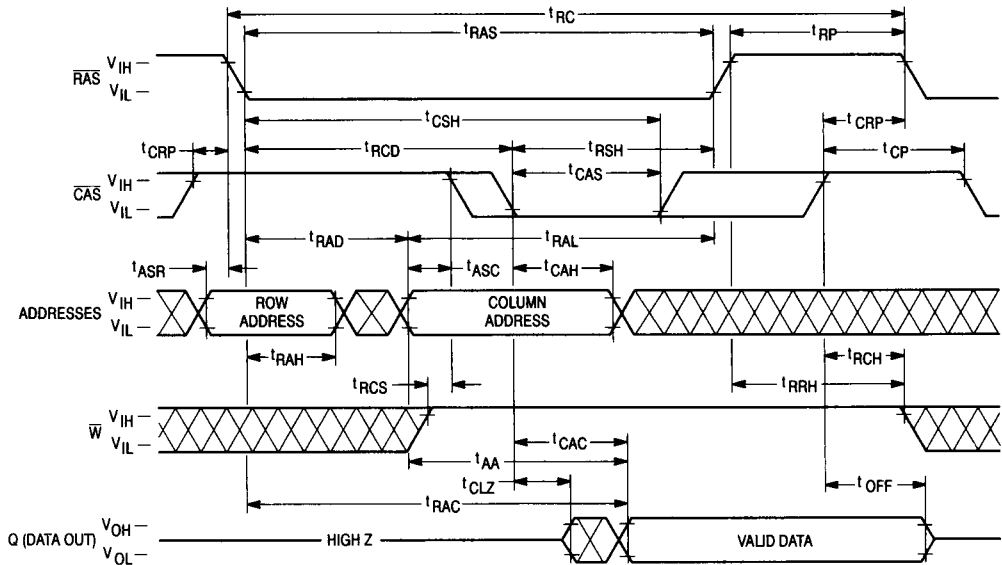 tRC
tRAS
tRP
RAS
VIH
VIL
tCSH
tCRP
tCRP
tRCD
tRSH
tCP
CAS
VIH
VIL
tCAS
tRAD
tRAL
tASR
tASC
tCAH
ADDRESSES
VIH
VIL
ROW ADDRESS
COLUMN ADDRESS
tRAH
tRCH
tRCS
tRRH
W
VIH
VIL
tCAC
tAA
tCLZ
tOFF
tRAC
Q (DATA OUT)
VOH
VOL
HIGH Z
VALID DATA